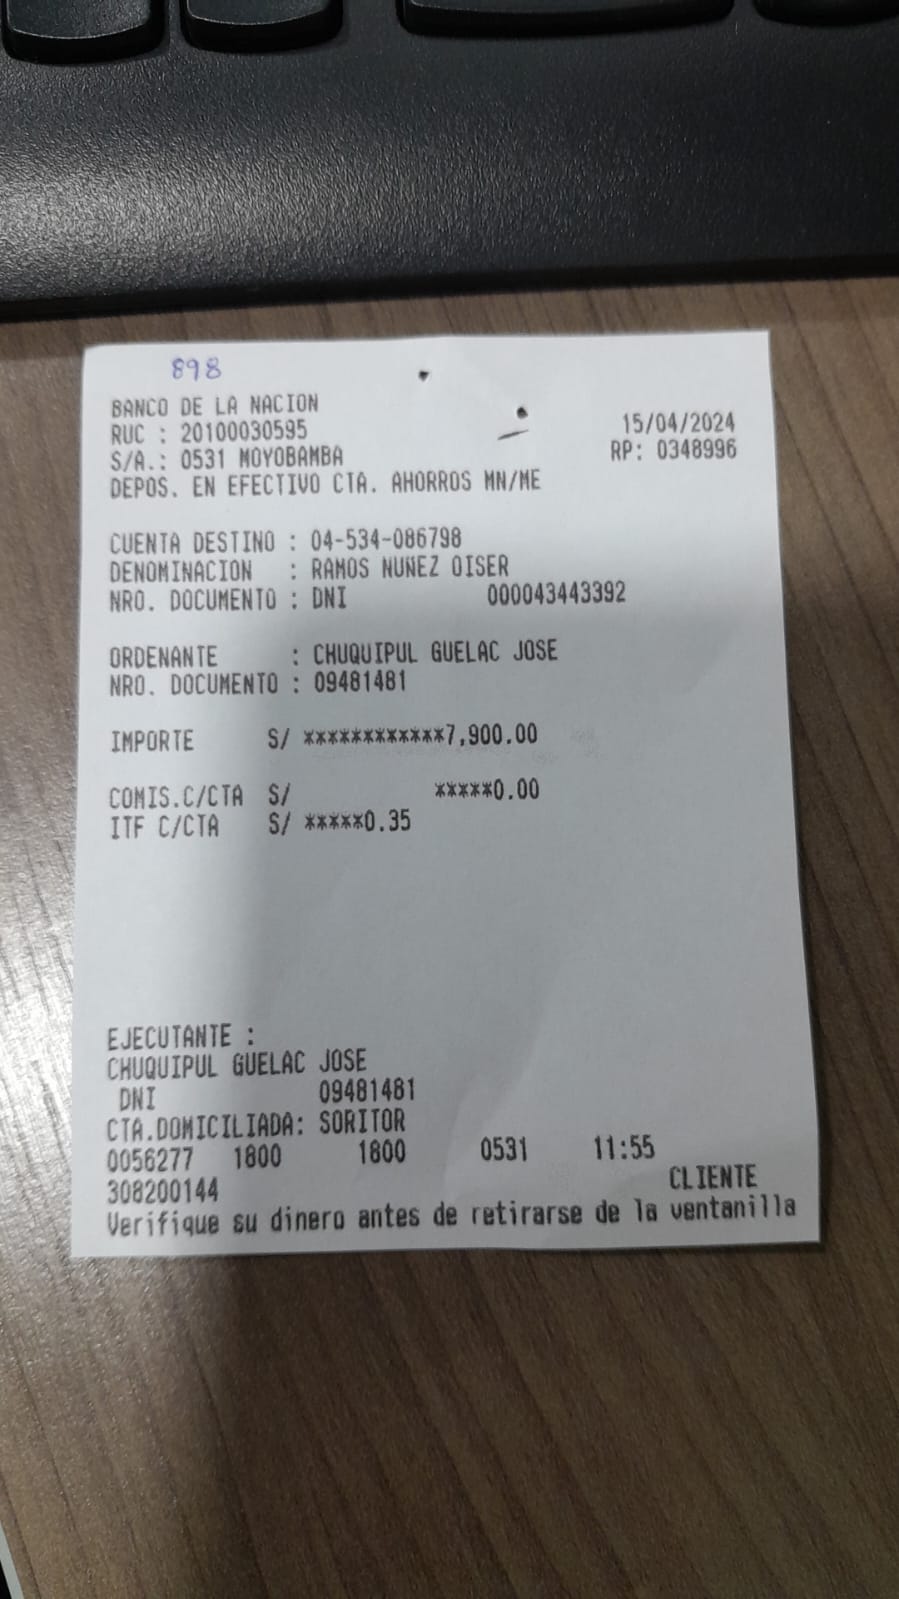 898
BANCO DE LA NACION
RUC : 20100030595 15/04/2024
S/A.: 0531 MOYOBAMBA RP: 0348996
DEPOS. EN EFECTIVO CTA. AHORROS MN/ME
CUENTA DESTINO : 04-534-086798
DENOMINACION : RAMOS NUÑEZ OISER
NRO. DOCUMENTO : DNI 000043443392
ORDENANTE : CHUQUIPUL GUELAC JOSE
NRO. DOCUMENTO : 09481481
IMPORTE S/ ************7,900.00
COMIS.C/CTA S/ *****0.00
ITF C/CTA S/ *****0.35
EJECUTANTE :
CHUQUIPUL GUELAC JOSE
DNI 09481481
CTA.DOMICILIADA: SORITOR
0056277 1800 1800 0531 11:55
308200144 CLIENTE
Verifique su dinero antes de retirarse de la ventanilla